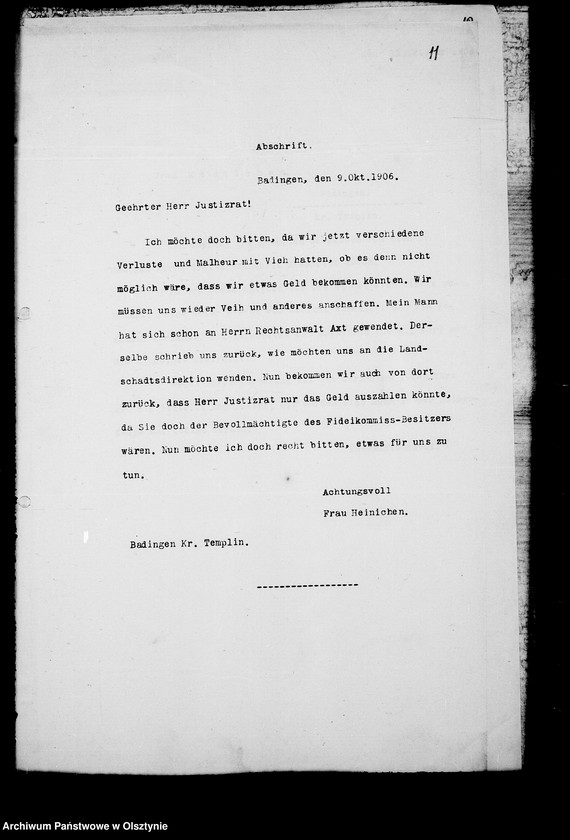 11
Abschrift.
Badingen, den 9.Okt.1906.
Geehrter Herr Justizrat!
Ich möchte doch bitten, da wir jetzt verschiedene
Verluste und Malheur mit Vieh hatten, ob es denn nicht
möglich wäre, dass wir etwas Geld bekommen könnten. Wir
müssen uns wieder Veih und anderes anschaffen. Mein Mann
hat sich schon an Herrn Rechtsanwalt Axt gewendet. Der-
selbe schrieb uns zurück, wie möchten uns an die Land-
schadtsdirektion wenden. Nun bekommen wir auch von dort
zurück, dass Herr Justizrat nur das Geld auszahlen könnte,
da Sie doch der Bevollmächtigte des Fideikommiss-Besitzers
wären. Nun möchte ich doch recht bitten, etwas für uns zu
tun.
Achtungsvoll
Frau Heinichen.
Badingen Kr. Templin.
-------------------
Archiwum Państwowe w Olsztynie